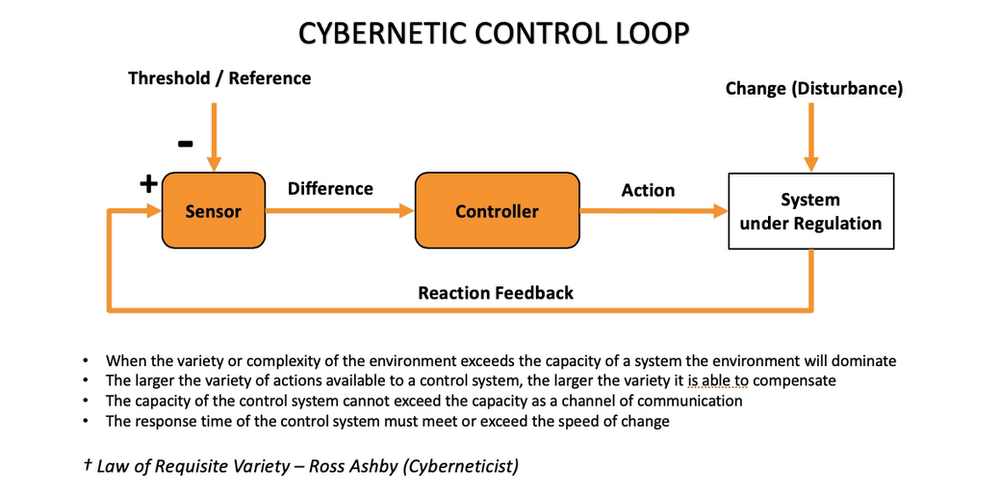 CYBERNETIC CONTROL LOOP
Threshold / Reference
Change (Disturbance)
-
+
Sensor
Difference
Controller
Action
System
under Regulation
Reaction Feedback
• When the variety or complexity of the environment exceeds the capacity of a system the environment will dominate
• The larger the variety of actions available to a control system, the larger the variety it is able to compensate
• The capacity of the control system cannot exceed the capacity as a channel of communication
• The response time of the control system must meet or exceed the speed of change
† Law of Requisite Variety – Ross Ashby (Cyberneticist)